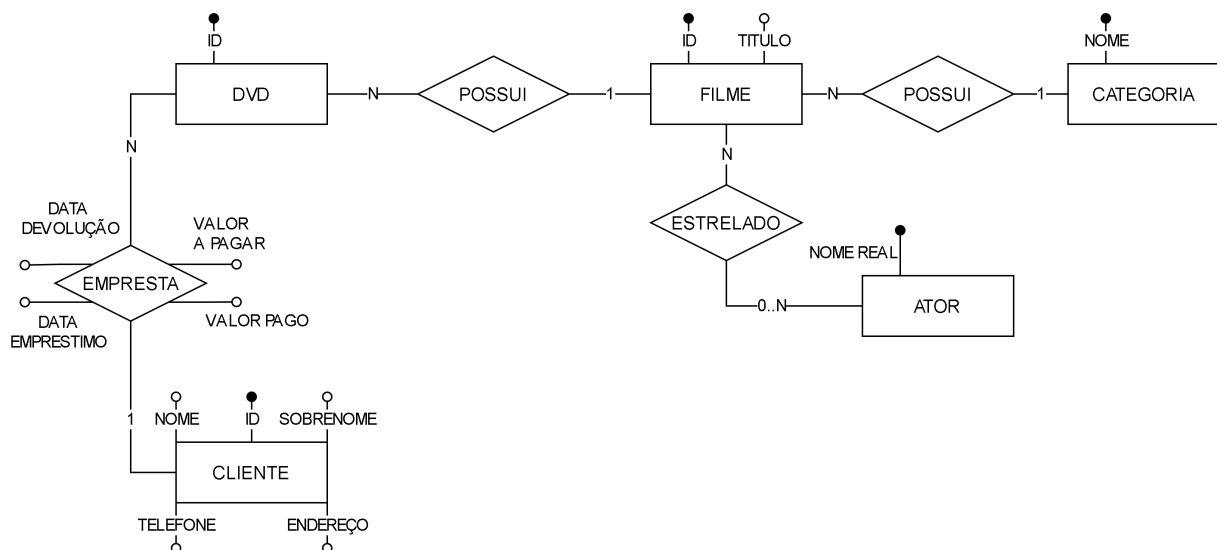 ID
ID
TITULO
NOME
DVD
N
POSSUI
1
FILME
N
POSSUI
1
CATEGORIA
N
N
DATA
DEVOLUÇÃO
VALOR
A PAGAR
ESTRELADO
NOME REAL
EMPRESTA
0..N
ATOR
DATA
EMPRESTIMO
VALOR PAGO
1
NOME
ID
SOBRENOME
CLIENTE
TELEFONE
ENDEREÇO